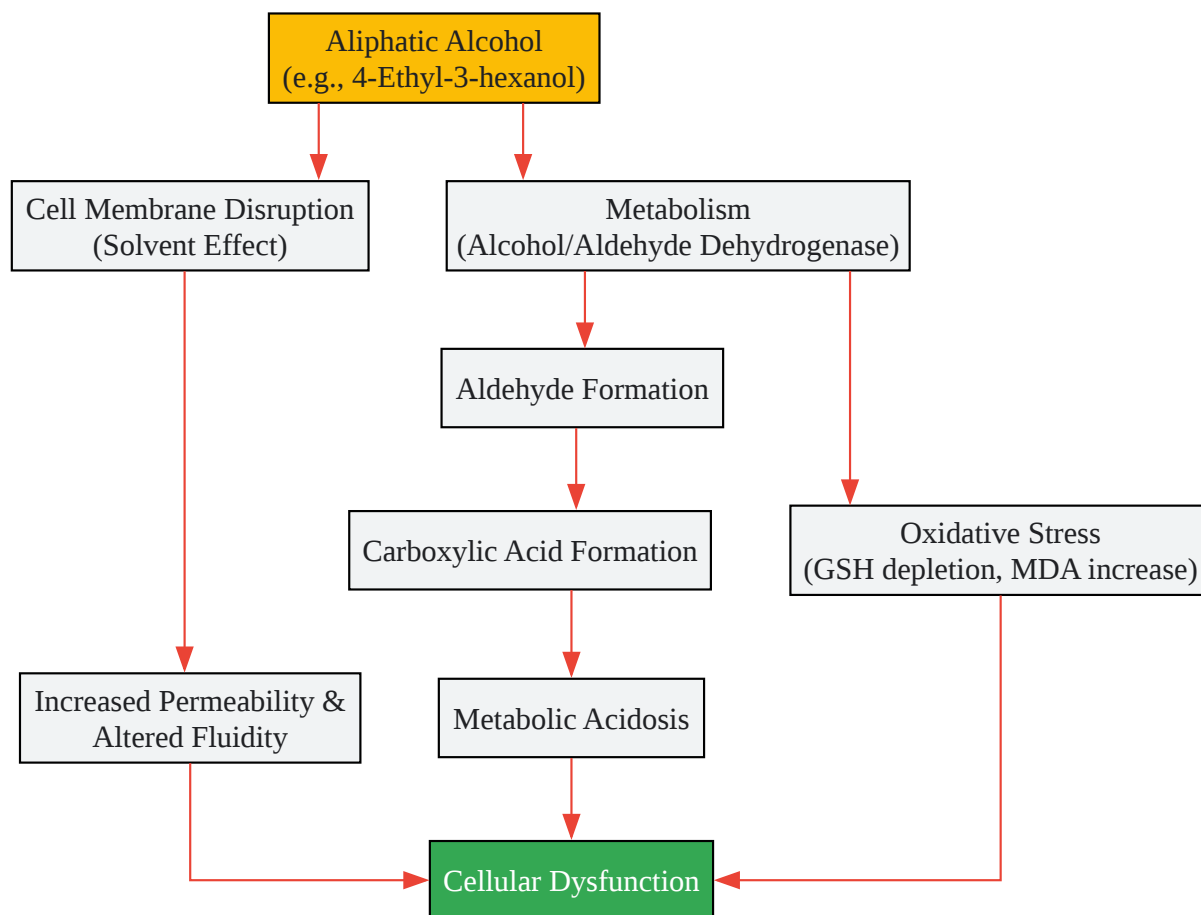 Aliphatic Alcohol
(e.g., 4-Ethyl-3-hexanol)
Cell Membrane Disruption
(Solvent Effect)
Metabolism
(Alcohol/Aldehyde Dehydrogenase)
Aldehyde Formation
Carboxylic Acid Formation
Oxidative Stress
(GSH depletion, MDA increase)
Increased Permeability &
Altered Fluidity
Metabolic Acidosis
Cellular Dysfunction